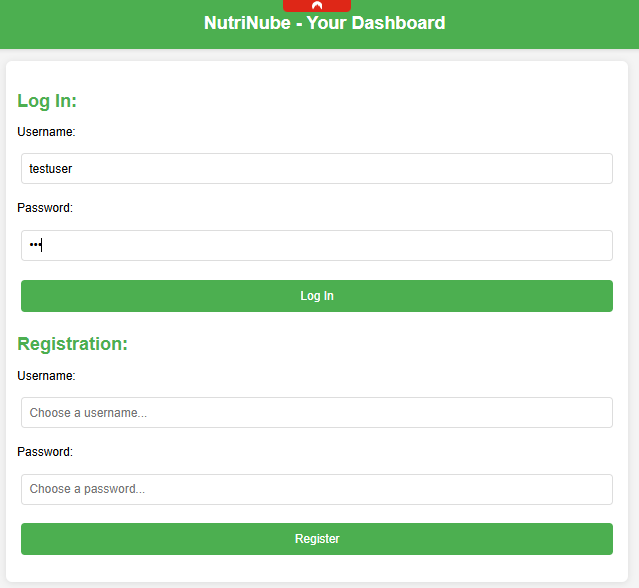 NutriNube - Your Dashboard
Log In:
Username:
testuser
Password:
•••
Log In
Registration:
Username:
Choose a username...
Password:
Choose a password...
Register